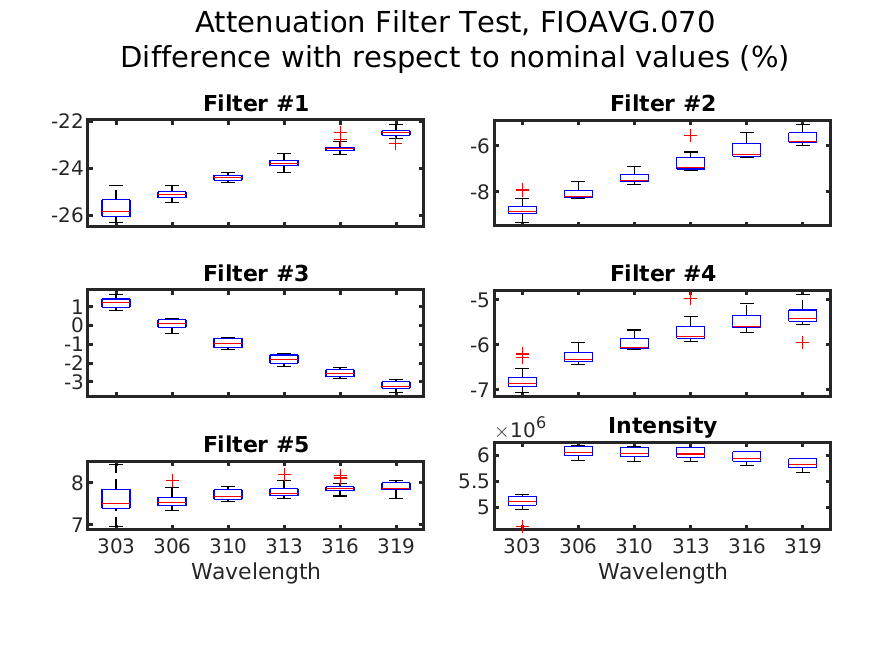 Attenuation Filter Test, FIOAVG.070
Difference with respect to nominal values (%)
Filter #1
-22
-24
-26
Filter #2
-6
-8
Filter #3
1
0
-1
-2
-3
Filter #4
-5
-6
-7
Filter #5
8
7
303 306 310 313 316 319
Wavelength
×10⁶
Intensity
6
5.5
5
303 306 310 313 316 319
Wavelength